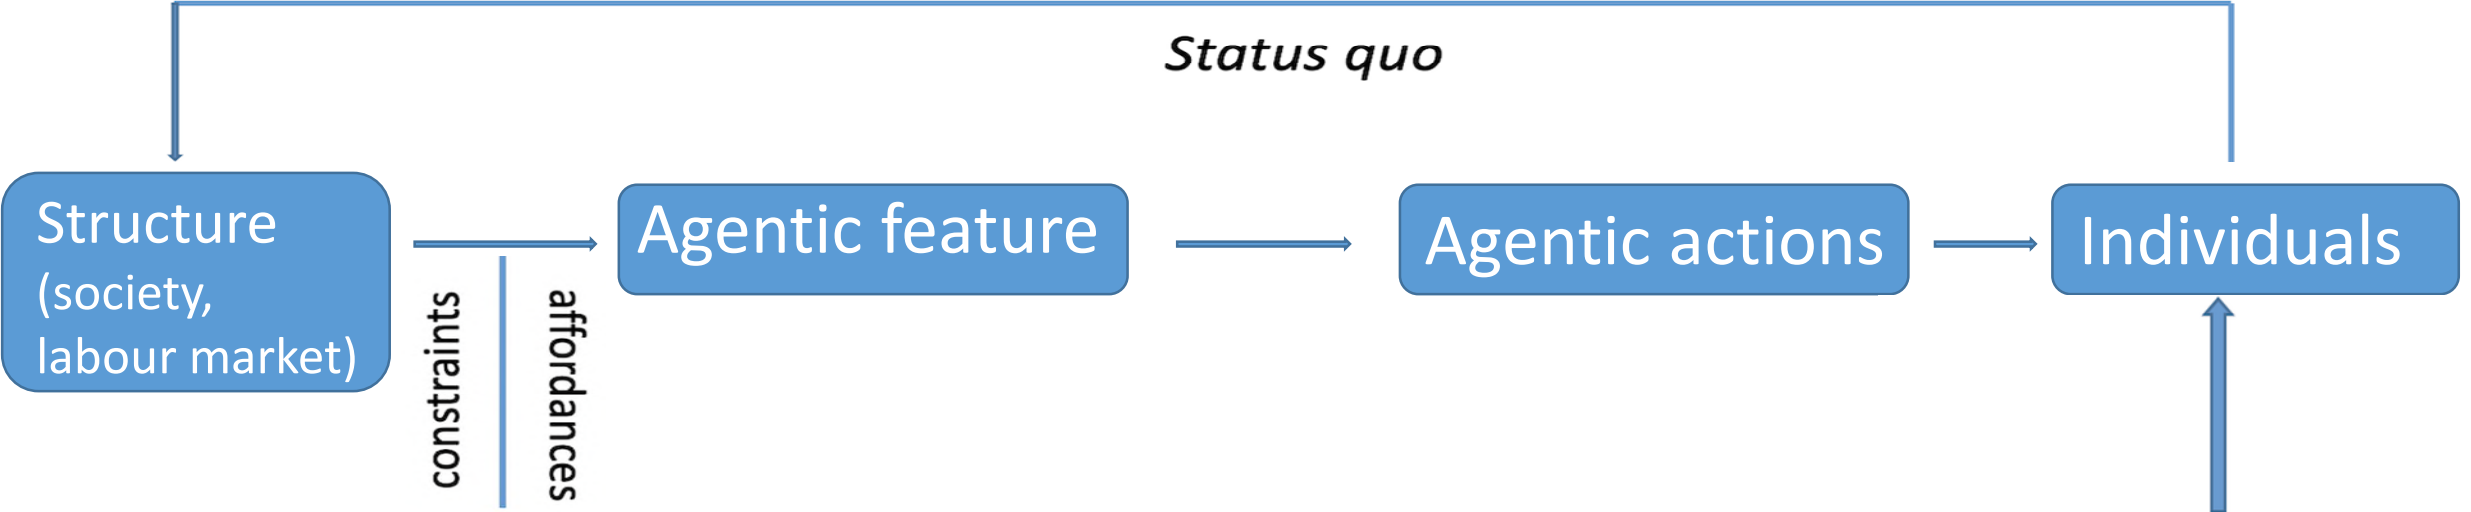 Status quo
Structure
(society,
labour market)
constraints
affordances
Agentic feature
Agentic actions
Individuals